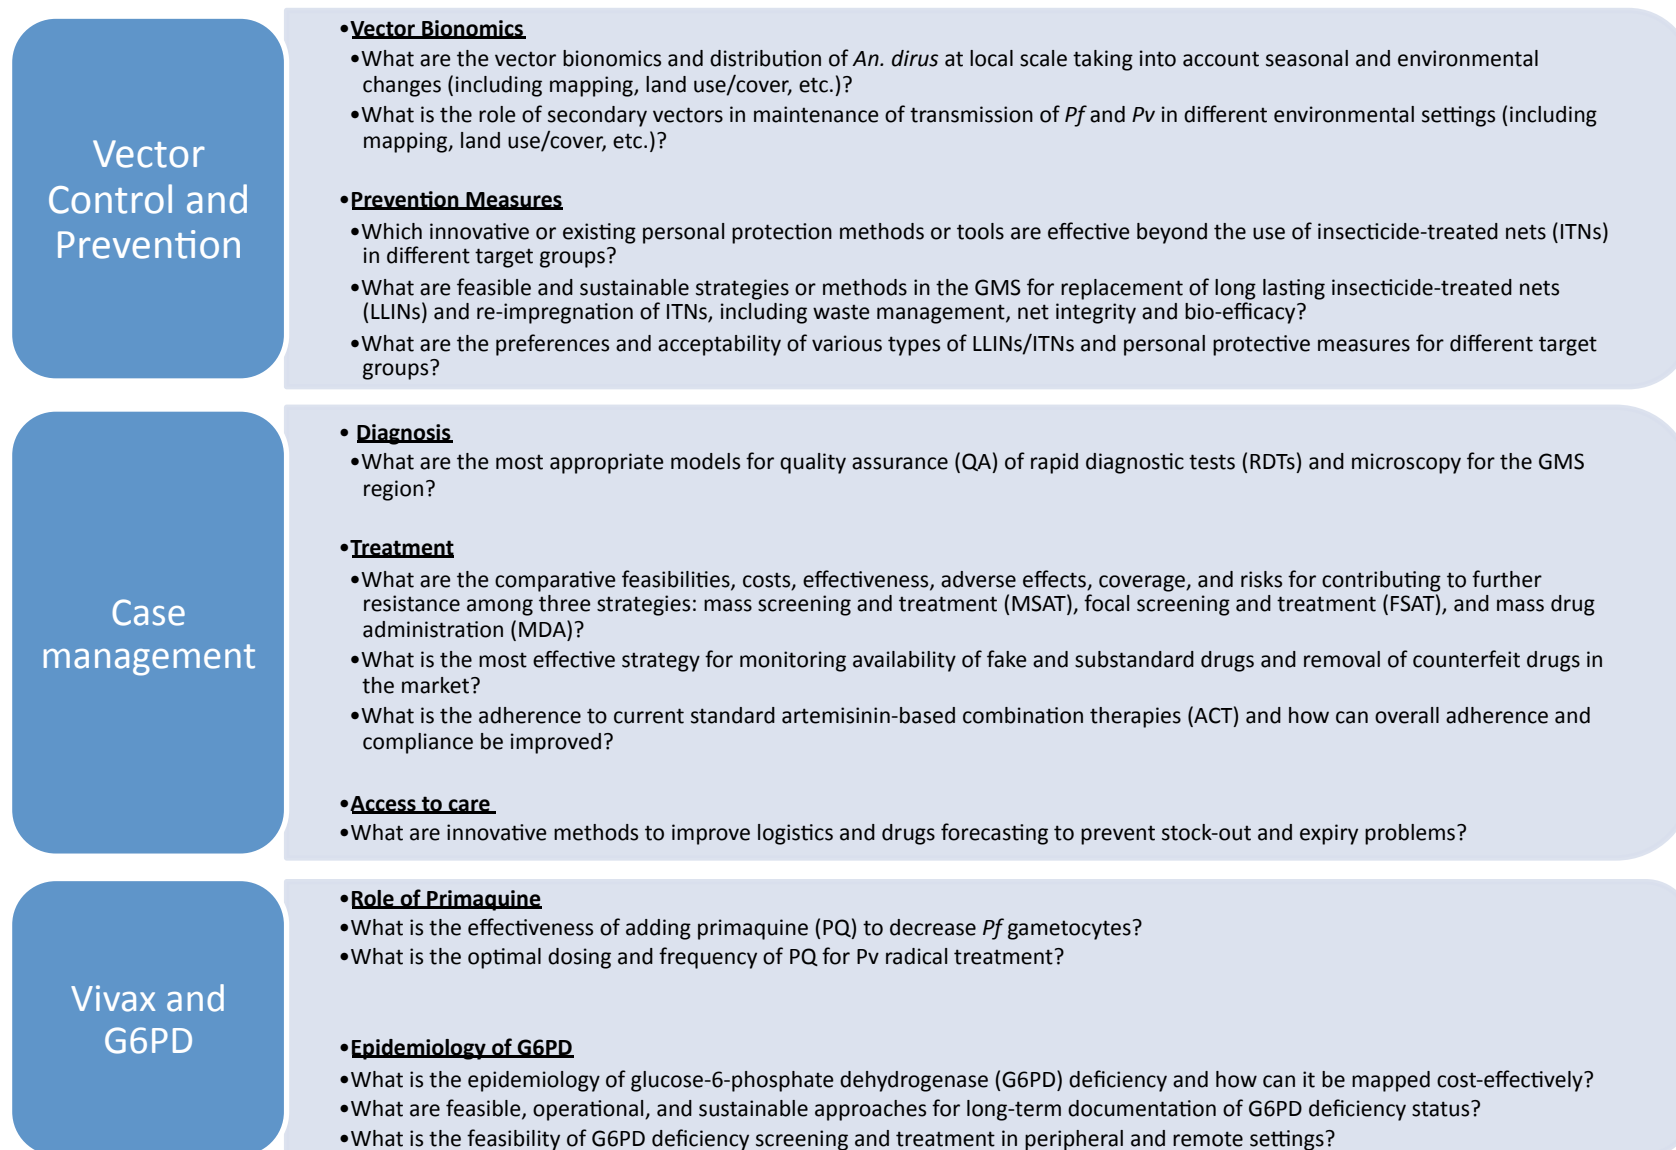 Vector
Control and
Prevention
•Vector Bionomics
•What are the vector bionomics and distribution of An. dirus at local scale taking into account seasonal and environmental
changes (including mapping, land use/cover, etc.)?
•What is the role of secondary vectors in maintenance of transmission of Pf and Pv in different environmental settings (including
mapping, land use/cover, etc.)?
•Prevention Measures
•Which innovative or existing personal protection methods or tools are effective beyond the use of insecticide-treated nets (ITNs)
in different target groups?
•What are feasible and sustainable strategies or methods in the GMS for replacement of long lasting insecticide-treated nets
(LLINs) and re-impregnation of ITNs, including waste management, net integrity and bio-efficacy?
•What are the preferences and acceptability of various types of LLINs/ITNs and personal protective measures for different target
groups?
Case
management
• Diagnosis
•What are the most appropriate models for quality assurance (QA) of rapid diagnostic tests (RDTs) and microscopy for the GMS
region?
•Treatment
•What are the comparative feasibilities, costs, effectiveness, adverse effects, coverage, and risks for contributing to further
resistance among three strategies: mass screening and treatment (MSAT), focal screening and treatment (FSAT), and mass drug
administration (MDA)?
•What is the most effective strategy for monitoring availability of fake and substandard drugs and removal of counterfeit drugs in
the market?
•What is the adherence to current standard artemisinin-based combination therapies (ACT) and how can overall adherence and
compliance be improved?
•Access to care
•What are innovative methods to improve logistics and drugs forecasting to prevent stock-out and expiry problems?
Vivax and
G6PD
•Role of Primaquine
•What is the effectiveness of adding primaquine (PQ) to decrease Pf gametocytes?
•What is the optimal dosing and frequency of PQ for Pv radical treatment?
•Epidemiology of G6PD
•What is the epidemiology of glucose-6-phosphate dehydrogenase (G6PD) deficiency and how can it be mapped cost-effectively?
•What are feasible, operational, and sustainable approaches for long-term documentation of G6PD deficiency status?
•What is the feasibility of G6PD deficiency screening and treatment in peripheral and remote settings?